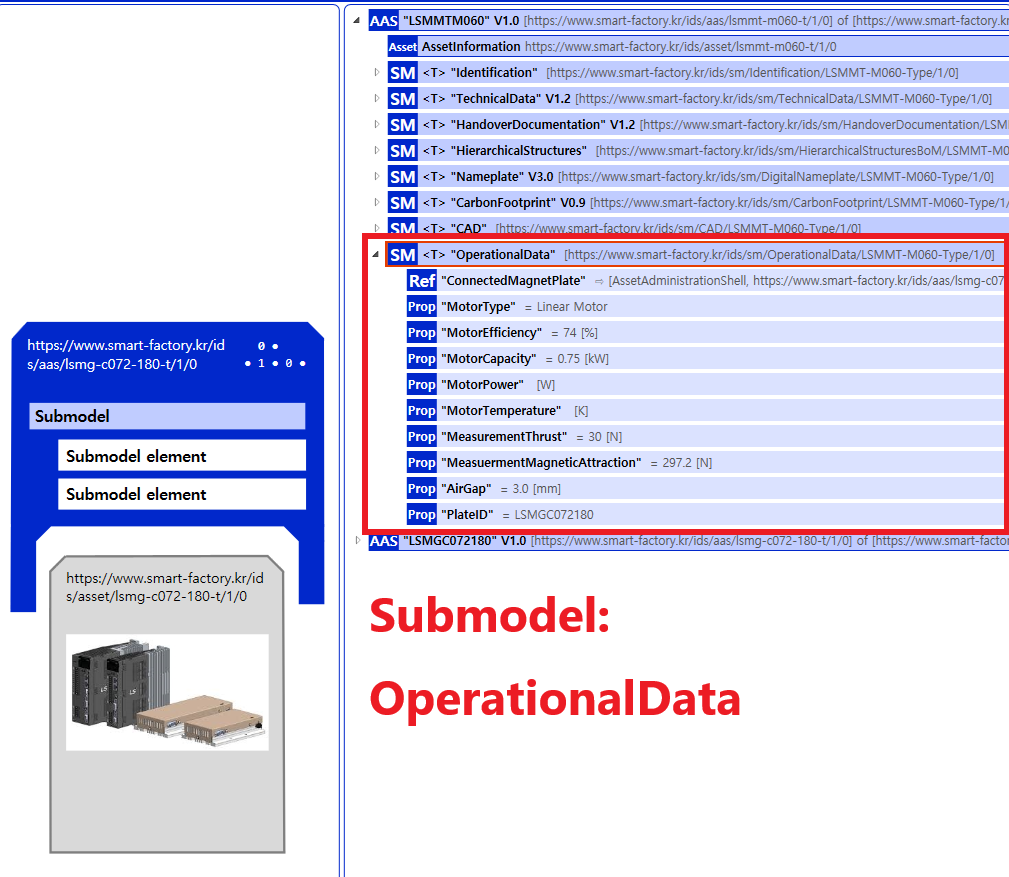 https://www.smart-factory.kr/id
s/aas/lsmg-c072-180-t/1/0
0 •
• 1 • 0 •
Submodel
Submodel element
Submodel element
https://www.smart-factory.kr/id
s/asset/lsmg-c072-180-t/1/0
LS
LS
AAS "LSMMTM060" V1.0 [https://www.smart-factory.kr/ids/aas/lsmmt-m060-t/1/0] of [https://www.smart-factory.kr
Asset AssetInformation https://www.smart-factory.kr/ids/asset/lsmmt-m060-t/1/0
SM <T> "Identification" [https://www.smart-factory.kr/ids/sm/Identification/LSMMT-M060-Type/1/0]
SM <T> "TechnicalData" V1.2 [https://www.smart-factory.kr/ids/sm/TechnicalData/LSMMT-M060-Type/1/0]
SM <T> "HandoverDocumentation" V1.2 [https://www.smart-factory.kr/ids/sm/HandoverDocumentation/LSM
SM <T> "HierarchicalStructures" [https://www.smart-factory.kr/ids/sm/HierarchicalStructuresBoM/LSMMT-M0
SM <T> "Nameplate" V3.0 [https://www.smart-factory.kr/ids/sm/DigitalNameplate/LSMMT-M060-Type/1/0]
SM <T> "CarbonFootprint" V0.9 [https://www.smart-factory.kr/ids/sm/CarbonFootprint/LSMMT-M060-Type/1/
SM <T> "CAD" [https://www.smart-factory.kr/ids/sm/CAD/LSMMT-M060-Type/1/0]
SM <T> "OperationalData" [https://www.smart-factory.kr/ids/sm/OperationalData/LSMMT-M060-Type/1/0]
Ref "ConnectedMagnetPlate" ⇨ [AssetAdministrationShell, https://www.smart-factory.kr/ids/aas/lsmg-c07
Prop "MotorType" = Linear Motor
Prop "MotorEfficiency" = 74 [%]
Prop "MotorCapacity" = 0.75 [kW]
Prop "MotorPower" [W]
Prop "MotorTemperature" [K]
Prop "MeasurementThrust" = 30 [N]
Prop "MeasuermentMagneticAttraction" = 297.2 [N]
Prop "AirGap" = 3.0 [mm]
Prop "PlateID" = LSMGC072180
AAS "LSMGC072180" V1.0 [https://www.smart-factory.kr/ids/aas/lsmg-c072-180-t/1/0] of [https://www.smart-factor
Submodel:
OperationalData